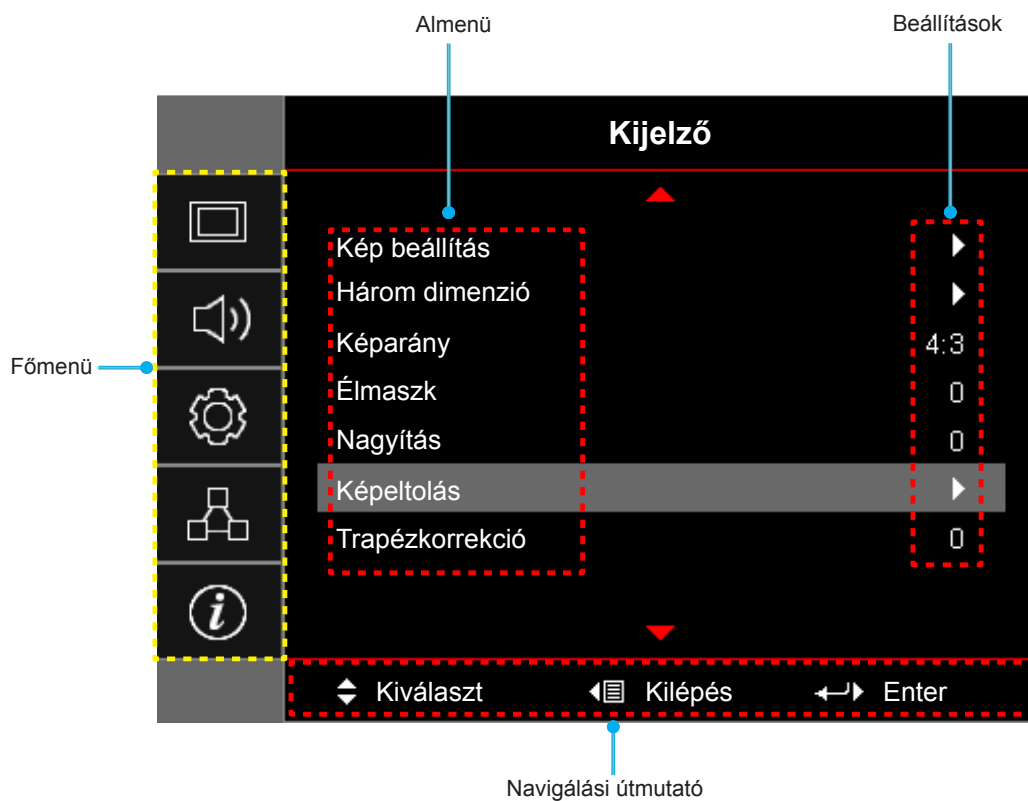 Almenü
Beállítások
Kijelző
Kép beállítás
Három dimenzió
Képarány 4:3
Főmenü
Élmaszk 0
Nagyítás 0
Képeltolás
Trapézkorrekció 0
i
Kiválaszt Kilépés Enter
Navigálási útmutató